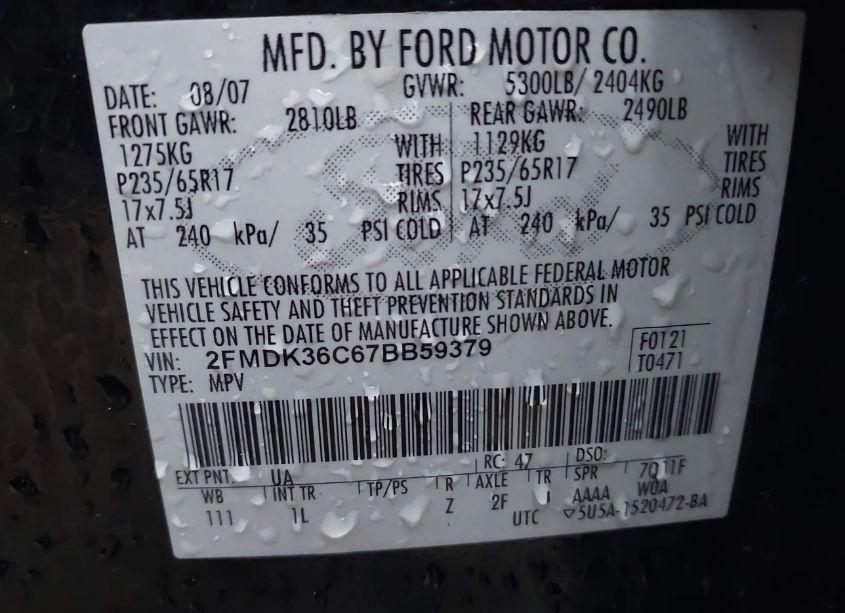 MFD. BY FORD MOTOR CO.
DATE: 08/07 GVWR: 5300LB/ 2404KG
FRONT GAWR: 2810LB REAR GAWR: 2490LB
1275KG WITH 1129KG WITH
P235/65R17 TIRES P235/65R17 TIRES
17x7.5J RIMS 17x7.5J RIMS
AT 240 kPa/ 35 PSI COLD AT 240 kPa/ 35 PSI COLD
THIS VEHICLE CONFORMS TO ALL APPLICABLE FEDERAL MOTOR
VEHICLE SAFETY AND THEFT PREVENTION STANDARDS IN
EFFECT ON THE DATE OF MANUFACTURE SHOWN ABOVE.
VIN: 2FMDK36C67BB59379 F0121
TYPE: MPV T0471
EXT PNT: UA RC: 47 DSO:
WB INT TR TP/PS R AXLE TR SPR 7Q11F
111 1L Z 2F J AAAA W0A
UTC ▽5U5A-1520472-BA